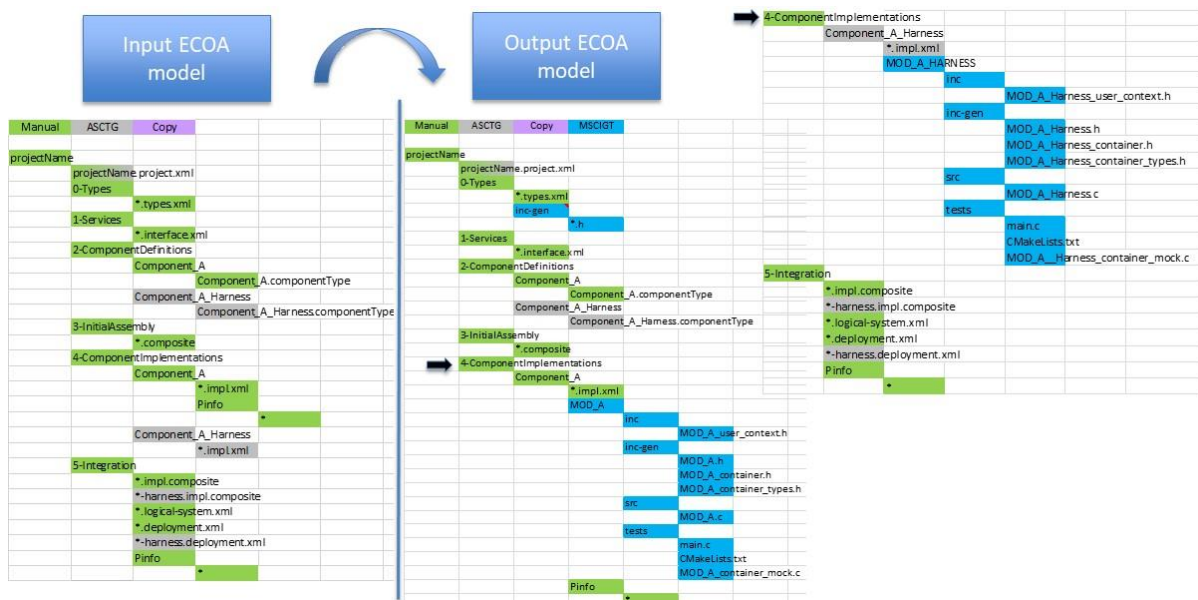 Input ECOA
model
Output ECOA
model
Manual ASCTG Copy
projectName
projectName.project.xml
0-Types
*.types.xml
1-Services
*.interface.xml
2-ComponentDefinitions
Component_A
Component_A.componentType
Component_A_Harness
Component_A_Harness.componentType
3-InitialAssembly
*.composite
4-ComponentImplementations
Component_A
*.impl.xml
Pinfo
*
Component_A_Harness
*.impl.xml
5-Integration
*.impl.composite
*-harness.impl.composite
*.logical-system.xml
*.deployment.xml
*-harness.deployment.xml
Pinfo
*
Manual ASCTG Copy MSCIGT
projectName
projectName.project.xml
0-Types
*.types.xml
inc-gen
*.h
1-Services
*.interface.xml
2-ComponentDefinitions
Component_A
Component_A.componentType
Component_A_Harness
Component_A_Harness.componentType
3-InitialAssembly
*.composite
4-ComponentImplementations
Component_A
*.impl.xml
MOD_A
inc
MOD_A_user_context.h
inc-gen
MOD_A.h
MOD_A_container.h
MOD_A_container_types.h
src
MOD_A.c
tests
main.c
CMakeLists.txt
MOD_A_container_mock.c
Pinfo
*
4-ComponentImplementations
Component_A_Harness
*.impl.xml
MOD_A_HARNESS
inc
MOD_A_Harness_user_context.h
inc-gen
MOD_A_Harness.h
MOD_A_Harness_container.h
MOD_A_Harness_container_types.h
src
MOD_A_Harness.c
tests
main.c
CMakeLists.txt
MOD_A__Harness_container_mock.c
5-Integration
*.impl.composite
*-harness.impl.composite
*.logical-system.xml
*.deployment.xml
*-harness.deployment.xml
Pinfo
*